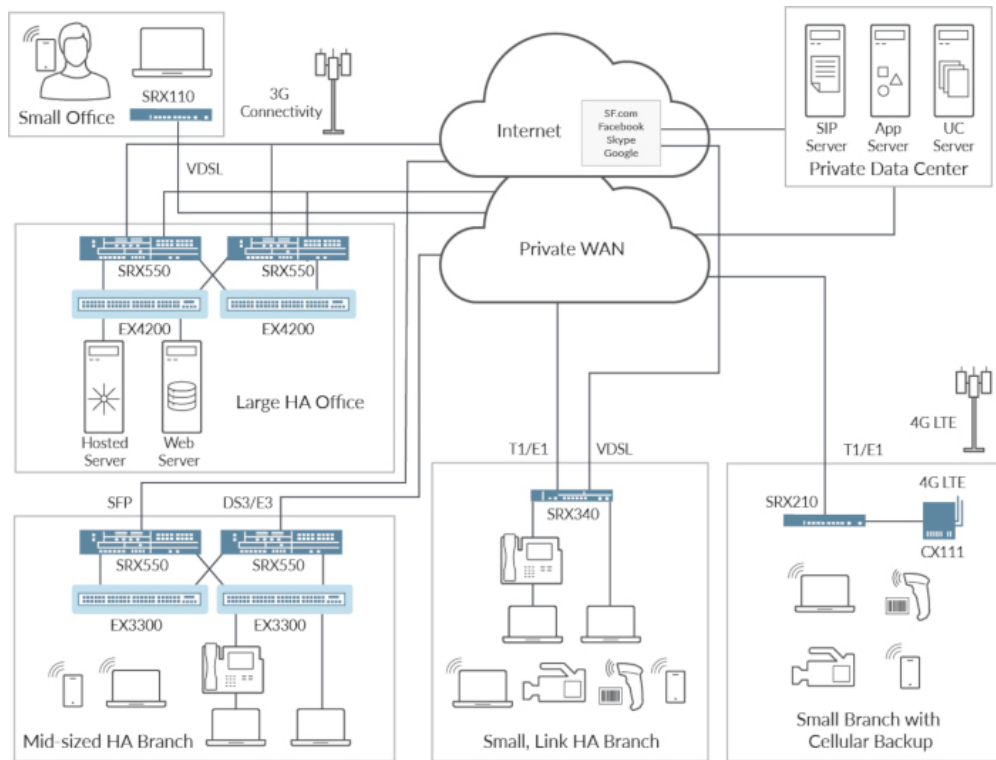 SRX110
Small Office
3G
Connectivity
VDSL
Internet
SF.com
Facebook
Skype
Google
SIP
Server
App
Server
UC
Server
Private Data Center
Private WAN
SRX550
SRX550
EX4200
EX4200
Hosted
Server
Web
Server
Large HA Office
SFP
DS3/E3
SRX550
SRX550
EX3300
EX3300
Mid-sized HA Branch
T1/E1
VDSL
SRX340
Small, Link HA Branch
4G LTE
T1/E1
SRX210
4G LTE
CX111
Small Branch with
Cellular Backup